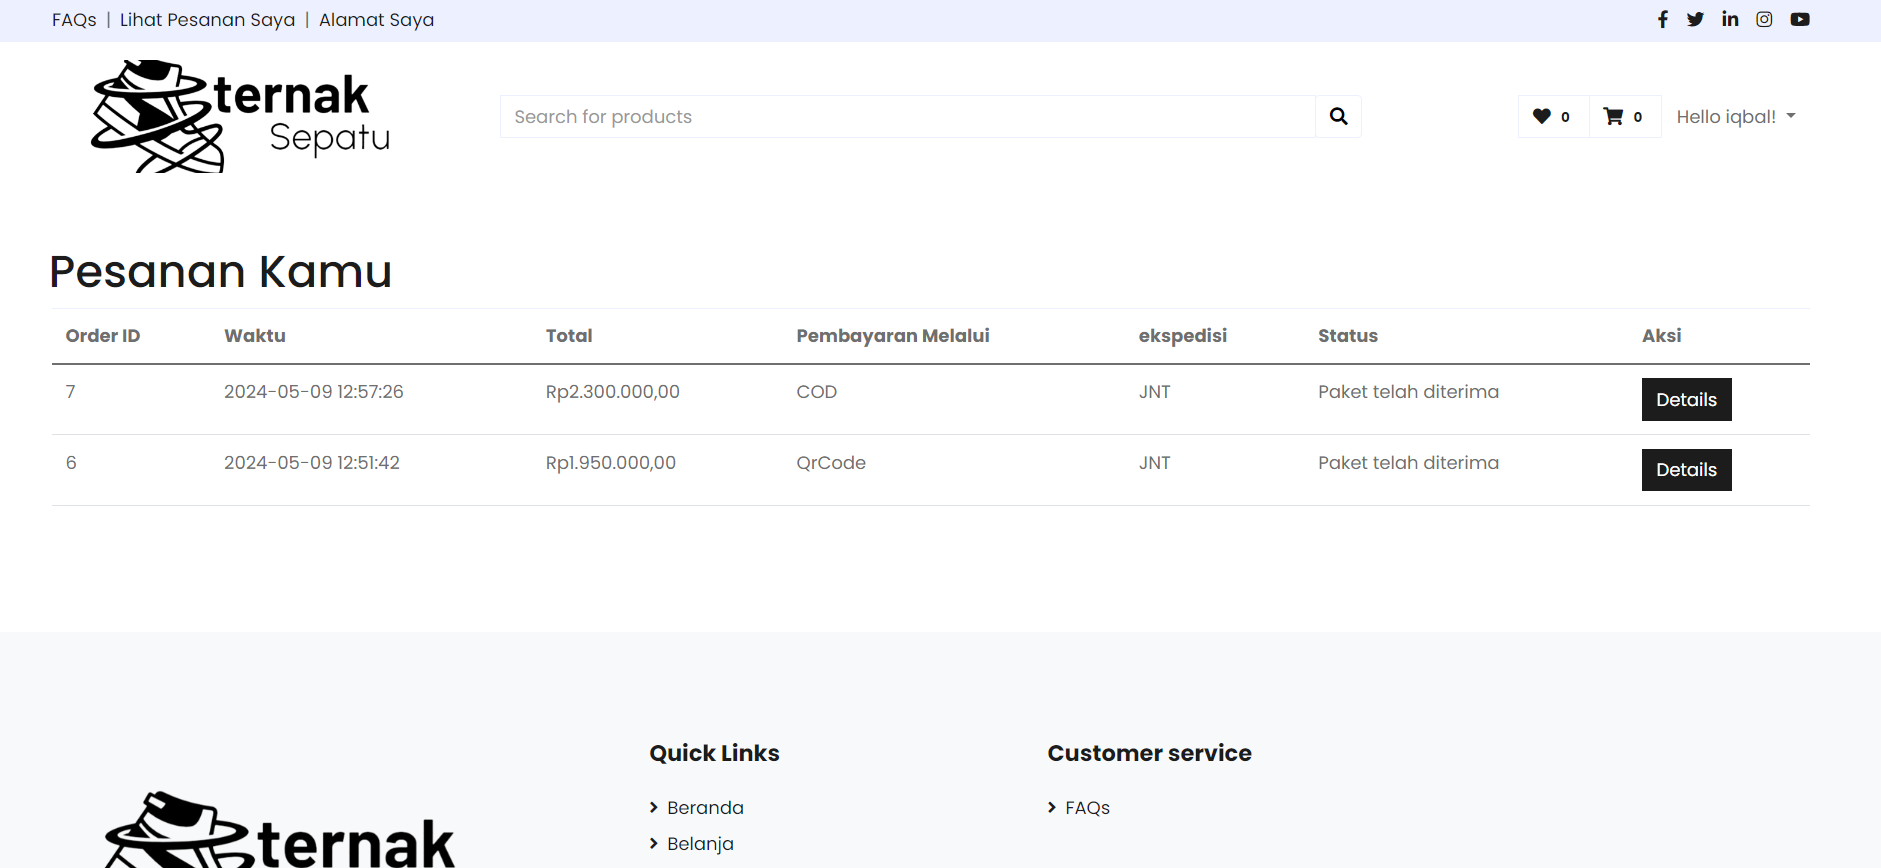 FAQs | Lihat Pesanan Saya | Alamat Saya
ternak
Sepatu
Search for products
0 0 Hello iqbal!
Pesanan Kamu
Order ID Waktu Total Pembayaran Melalui ekspedisi Status Aksi
7 2024-05-09 12:57:26 Rp2.300.000,00 COD JNT Paket telah diterima Details
6 2024-05-09 12:51:42 Rp1.950.000,00 QrCode JNT Paket telah diterima Details
Quick Links Customer service
Beranda FAQs
Belanja
ternak